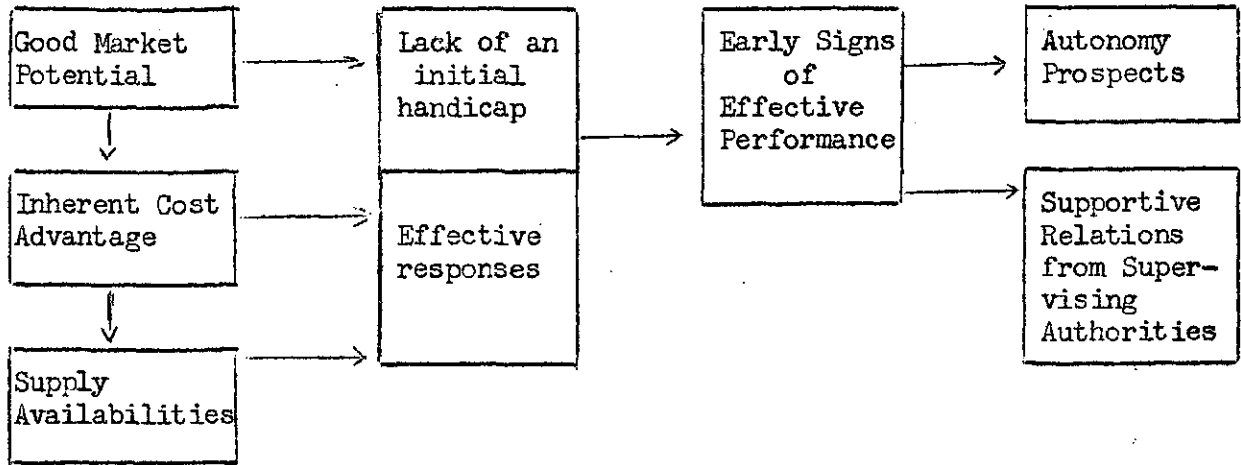 Good Market
Potential
Inherent Cost
Advantage
Supply
Availabilities
Lack of an
initial
handicap
Effective
responses
Early Signs
of
Effective
Performance
Autonomy
Prospects
Supportive
Relations
from Super-
vising
Authorities